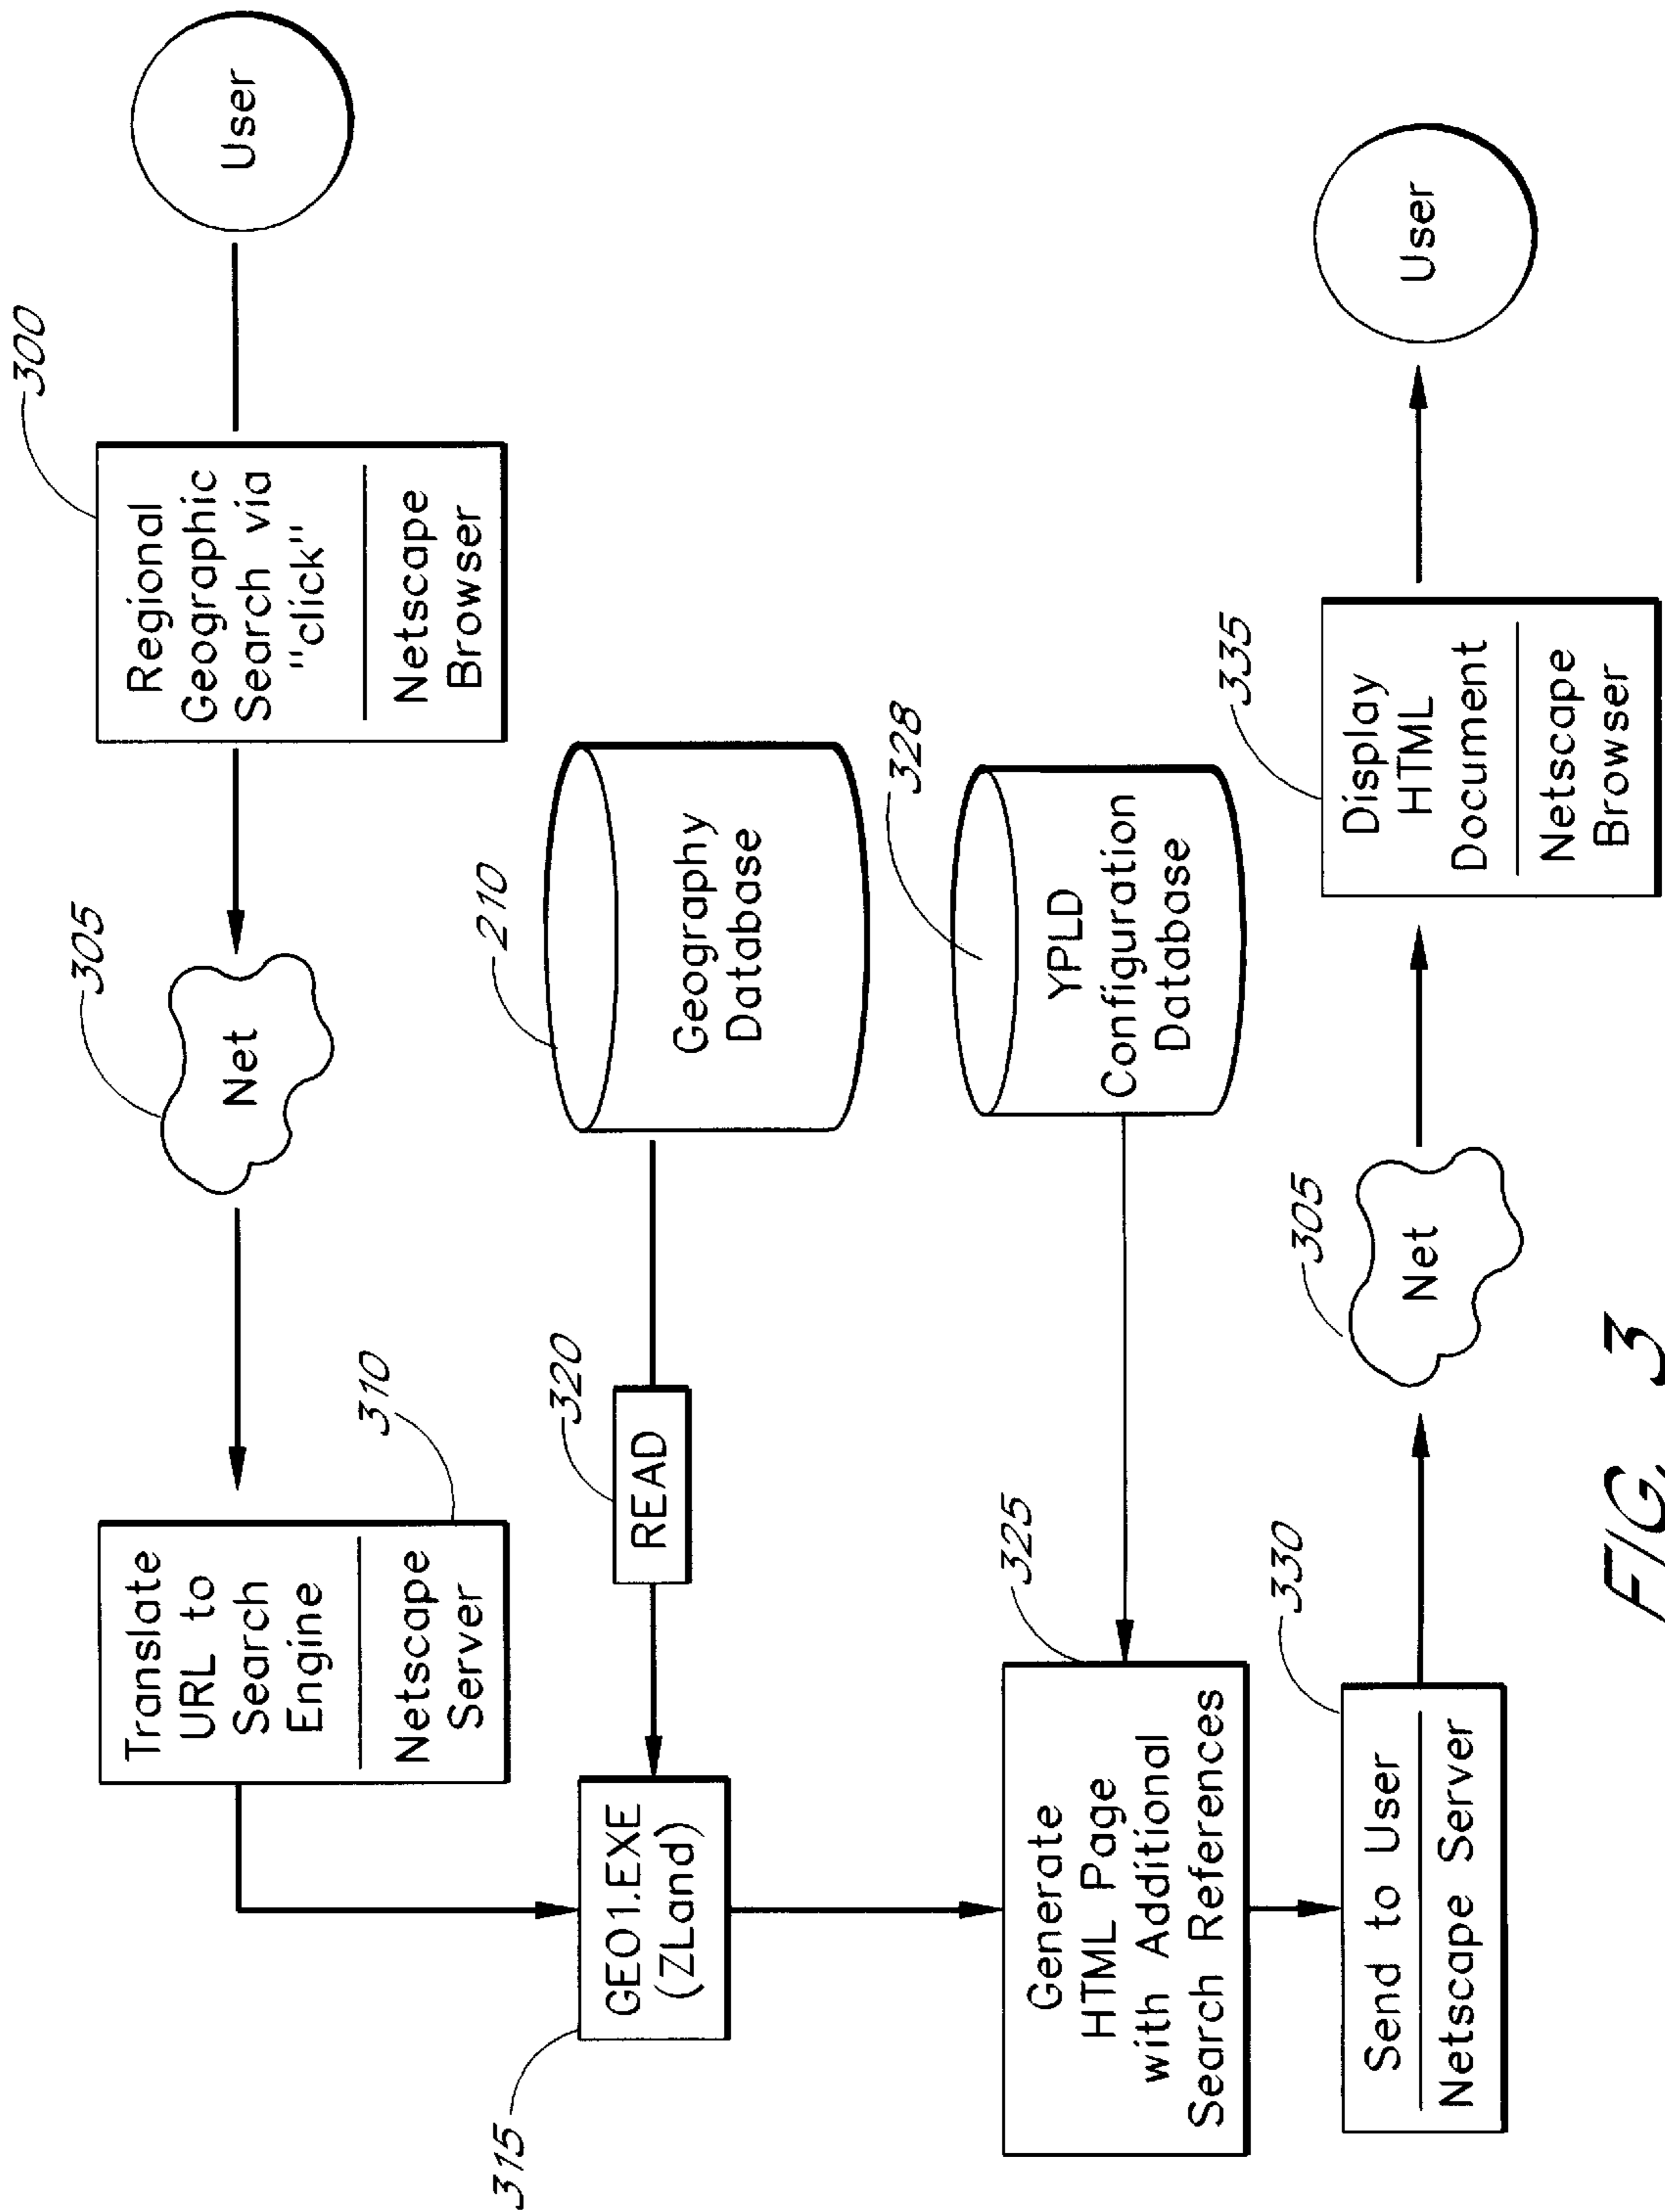 300
User
Regional
Geographic
Search via
"click"
Netscape
Browser
305
Net
310
Translate
URL to
Search
Engine
Netscape
Server
210
Geography
Database
320
READ
315
GEO1.EXE
(ZLand)
328
YPLD
Configuration
Database
325
Generate
HTML Page
with Additional
Search References
330
Send to User
Netscape Server
305
Net
335
Display
HTML
Document
Netscape
Browser
User
FIG. 3